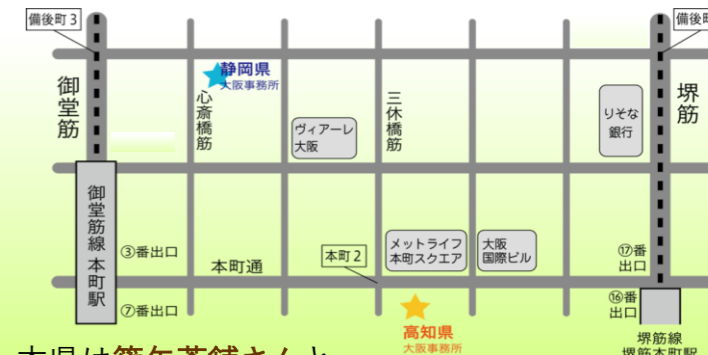 備後町3
備後町
御堂筋
静岡県
大阪事務所
心斎橋筋
三休橋筋
堺筋
りそな
銀行
ヴィアーレ
大阪
御堂筋線 本町駅
③番出口
本町通
本町2
メットライフ
本町スクエア
大阪
国際ビル
⑰番
出口
⑦番出口
⑯番
出口
高知県
大阪事務所
堺筋線
堺筋本町駅